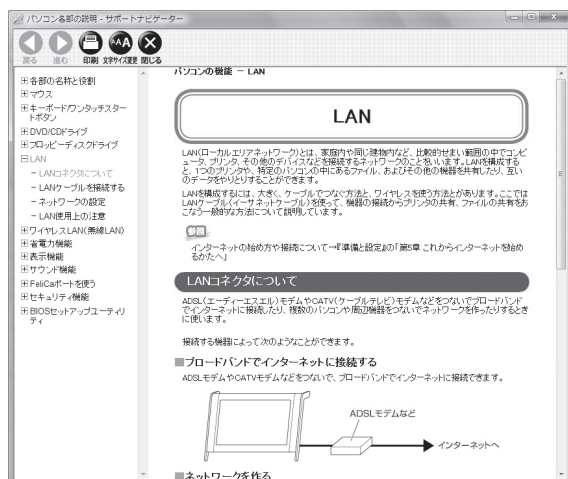 パソコン各部の説明 - サポートナビゲーター
戻る 進む 印刷 文字サイズ変更 閉じる
AAA
各部の名称と役割
マウス
キーボード/ワンタッチスター
トボタン
DVD/CDドライブ
フロッピーディスクドライブ
LAN
- LANコネクタについて
- LANケーブルを接続する
- ネットワークの設定
- LAN使用上の注意
ワイヤレスLAN(無線LAN)
省電力機能
表示機能
サウンド機能
FeliCaポートを使う
セキュリティ機能
BIOSセットアップユーティリ
ティ
パソコンの機能 - LAN
LAN
LAN(ローカルエリアネットワーク)とは、家庭内や同じ建物内など、比較的せまい範囲の中でコンピ
ュータ、プリンタ、その他のデバイスなどを接続するネットワークのことをいいます。LANを構成する
と、1つのプリンタや、特定のパソコンの中にあるファイル、およびその他の機器を共有したり、互い
のデータをやりとりすることができます。
LANを構成するには、大きく、ケーブルでつなぐ方法と、ワイヤレスを使う方法とがあります。ここでは
LANケーブル(イーサネットケーブル)を使って、機器の接続からプリンタの共有、ファイルの共有をお
こなう一般的な方法について説明しています。
インターネットの始め方や接続について→『準備と設定』の「第5章 これからインターネットを始め
るかたへ」
LANコネクタについて
ADSL(エーディーエスエル)モデムやCATV(ケーブルテレビ)モデムなどをつないでブロードバンド
でインターネットに接続したり、複数のパソコンや周辺機器をつないでネットワークを作ったりするとき
に使います。
接続する機器によって次のようなことができます。
■ブロードバンドでインターネットに接続する
ADSLモデムやCATVモデムなどをつないで、ブロードバンドでインターネットに接続できます。
ADSLモデムなど
インターネットへ
■ネットワークを作る